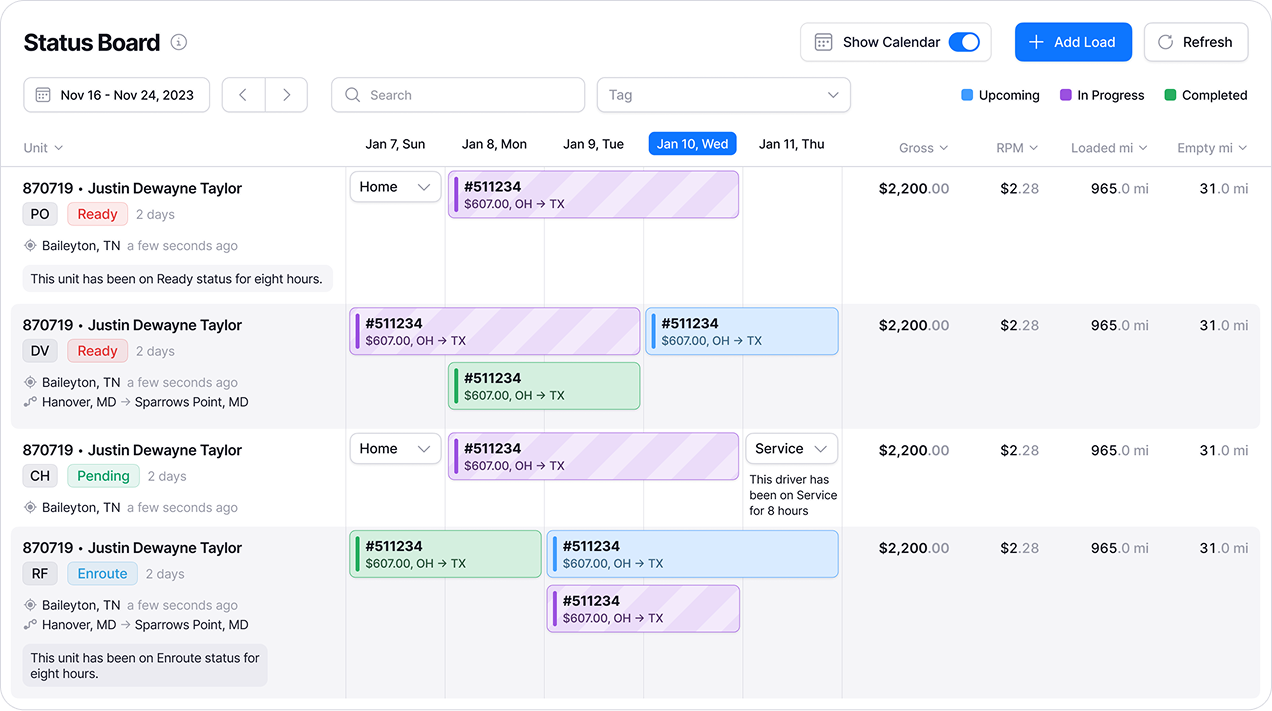 Status Board
Show Calendar
Add Load
Refresh
Nov 16 - Nov 24, 2023
Search
Tag
Upcoming
In Progress
Completed
Unit
Jan 7, Sun
Jan 8, Mon
Jan 9, Tue
Jan 10, Wed
Jan 11, Thu
Gross
RPM
Loaded mi
Empty mi
870719 • Justin Dewayne Taylor
PO Ready 2 days
Baileyton, TN a few seconds ago
This unit has been on Ready status for eight hours.
Home
#511234
$607.00, OH → TX
$2,200.00
$2.28
965.0 mi
31.0 mi
870719 • Justin Dewayne Taylor
DV Ready 2 days
Baileyton, TN a few seconds ago
Hanover, MD → Sparrows Point, MD
#511234
$607.00, OH → TX
#511234
$607.00, OH → TX
#511234
$607.00, OH → TX
$2,200.00
$2.28
965.0 mi
31.0 mi
870719 • Justin Dewayne Taylor
CH Pending 2 days
Baileyton, TN a few seconds ago
Home
#511234
$607.00, OH → TX
Service
This driver has
been on Service
for 8 hours
$2,200.00
$2.28
965.0 mi
31.0 mi
870719 • Justin Dewayne Taylor
RF Enroute 2 days
Baileyton, TN a few seconds ago
Hanover, MD → Sparrows Point, MD
This unit has been on Enroute status for
eight hours.
#511234
$607.00, OH → TX
#511234
$607.00, OH → TX
#511234
$607.00, OH → TX
$2,200.00
$2.28
965.0 mi
31.0 mi